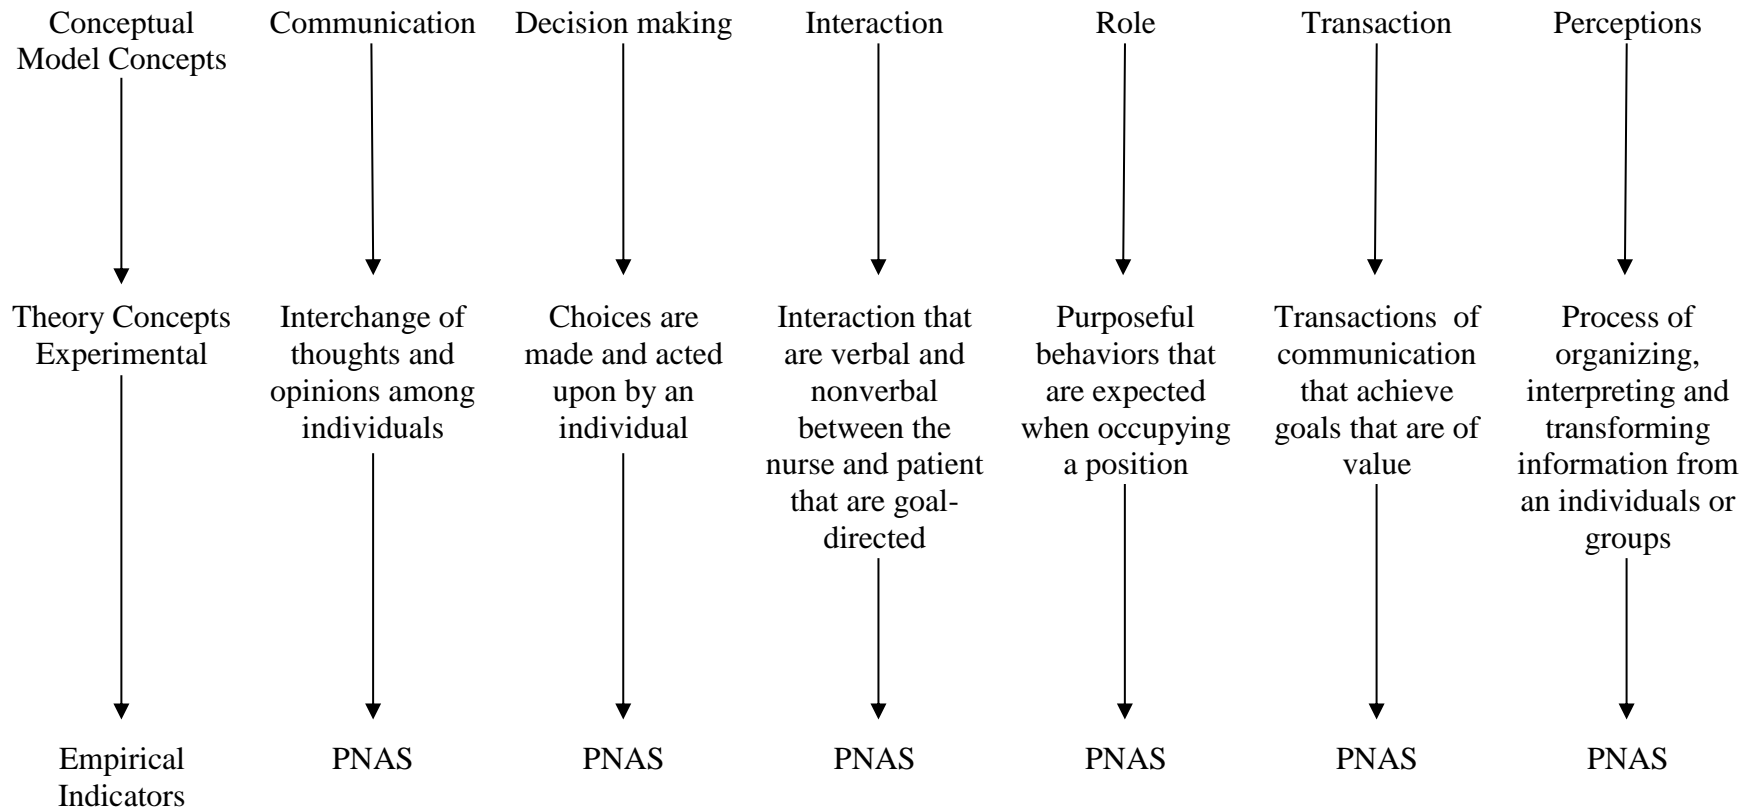 Conceptual
Model Concepts
Communication
Decision making
Interaction
Role
Transaction
Perceptions
Theory Concepts
Experimental
Interchange of
thoughts and
opinions among
individuals
Choices are
made and acted
upon by an
individual
Interaction that
are verbal and
nonverbal
between the
nurse and patient
that are goal-
directed
Purposeful
behaviors that
are expected
when occupying
a position
Transactions of
communication
that achieve
goals that are of
value
Process of
organizing,
interpreting and
transforming
information from
an individuals or
groups
Empirical
Indicators
PNAS
PNAS
PNAS
PNAS
PNAS
PNAS